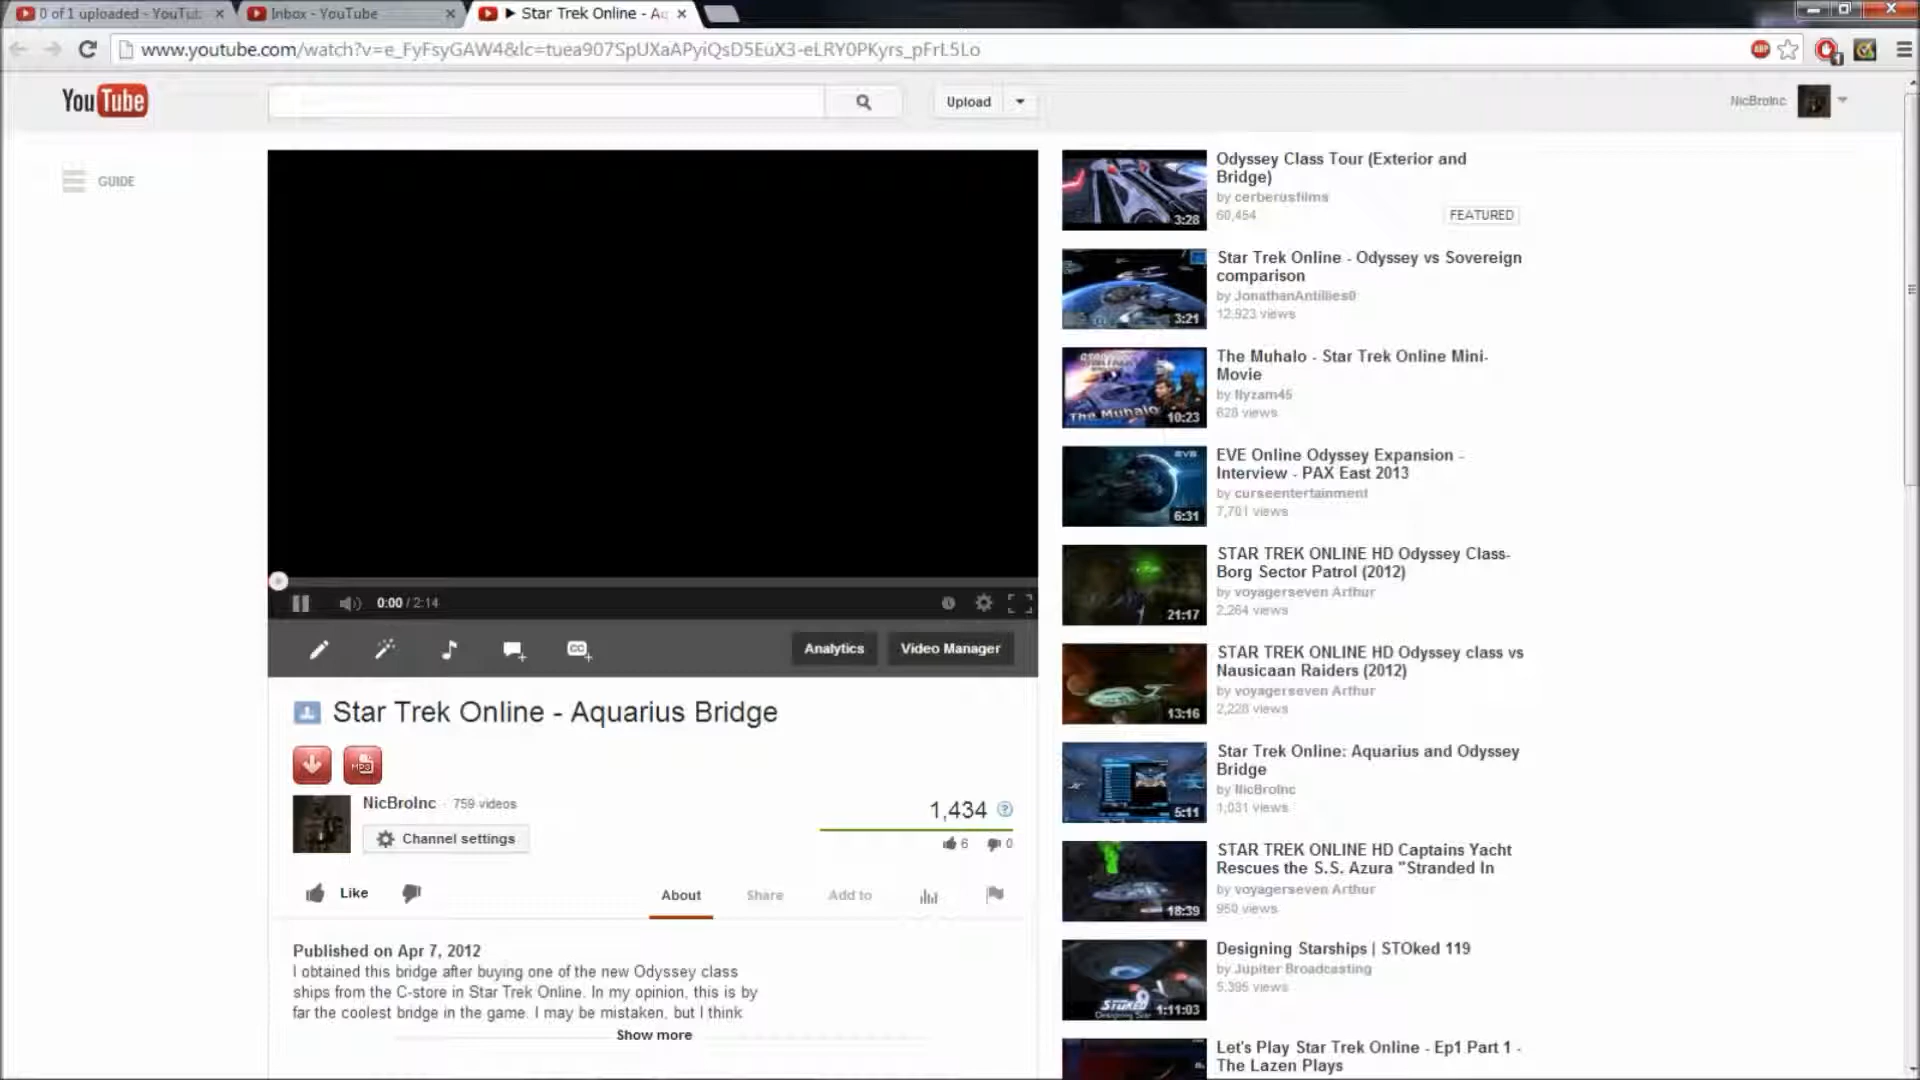 0 of 1 uploaded - YouTub
Inbox - YouTube
► Star Trek Online - Aq
www.youtube.com/watch?v=e_FyFsyGAW4&lc=tuea907SpUXaAPyiQsD5EuX3-eLRY0PKyrs_pFrL5Lo
ABP
YouTube
Upload
NicBroInc
GUIDE
0:00 / 2:14
CC
Analytics
Video Manager
Star Trek Online - Aquarius Bridge
MP3
NicBroInc · 759 videos
Channel settings
1,434
6
0
Like
About
Share
Add to
Published on Apr 7, 2012
I obtained this bridge after buying one of the new Odyssey class
ships from the C-store in Star Trek Online. In my opinion, this is by
far the coolest bridge in the game. I may be mistaken, but I think
Show more
3:28
Odyssey Class Tour (Exterior and
Bridge)
by cerberusfilms
60,454
FEATURED
3:21
Star Trek Online - Odyssey vs Sovereign
comparison
by JonathanAntillies0
12,923 views
The Muhalo
10:23
The Muhalo - Star Trek Online Mini-
Movie
by Nyzam45
628 views
EVE
6:31
EVE Online Odyssey Expansion -
Interview - PAX East 2013
by curseentertainment
7,701 views
21:17
STAR TREK ONLINE HD Odyssey Class-
Borg Sector Patrol (2012)
by voyagerseven Arthur
2,264 views
13:16
STAR TREK ONLINE HD Odyssey class vs
Nausicaan Raiders (2012)
by voyagerseven Arthur
2,228 views
5:11
Star Trek Online: Aquarius and Odyssey
Bridge
by NicBroInc
1,031 views
18:39
STAR TREK ONLINE HD Captains Yacht
Rescues the S.S. Azura "Stranded In
by voyagerseven Arthur
950 views
STOKED
Designing Star
1:11:03
Designing Starships | STOked 119
by Jupiter Broadcasting
5,395 views
Let's Play Star Trek Online - Ep1 Part 1 -
The Lazen Plays